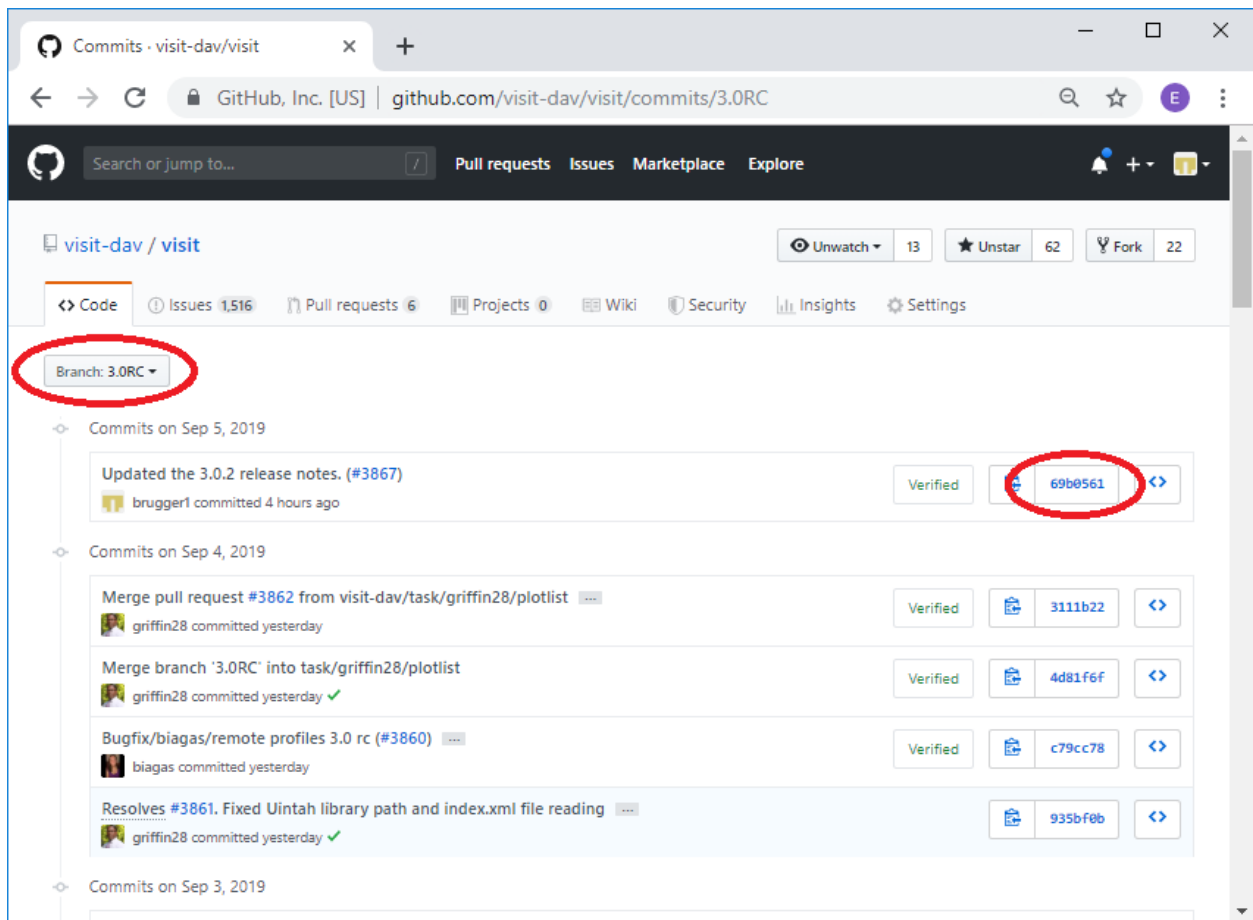 Commits · visit-dav/visit
GitHub, Inc. [US] | github.com/visit-dav/visit/commits/3.0RC
E
Search or jump to... /
Pull requests Issues Marketplace Explore
visit-dav / visit
Unwatch 13 Unstar 62 Fork 22
Code Issues 1,516 Pull requests 6 Projects 0 Wiki Security Insights Settings
Branch: 3.0RC
Commits on Sep 5, 2019
Updated the 3.0.2 release notes. (#3867)
brugger1 committed 4 hours ago
Verified 69b0561
Commits on Sep 4, 2019
Merge pull request #3862 from visit-dav/task/griffin28/plotlist ...
griffin28 committed yesterday
Verified 3111b22
Merge branch '3.0RC' into task/griffin28/plotlist
griffin28 committed yesterday
Verified 4d81f6f
Bugfix/biagas/remote profiles 3.0 rc (#3860) ...
biagas committed yesterday
Verified c79cc78
Resolves #3861. Fixed Uintah library path and index.xml file reading ...
griffin28 committed yesterday
935bf0b
Commits on Sep 3, 2019